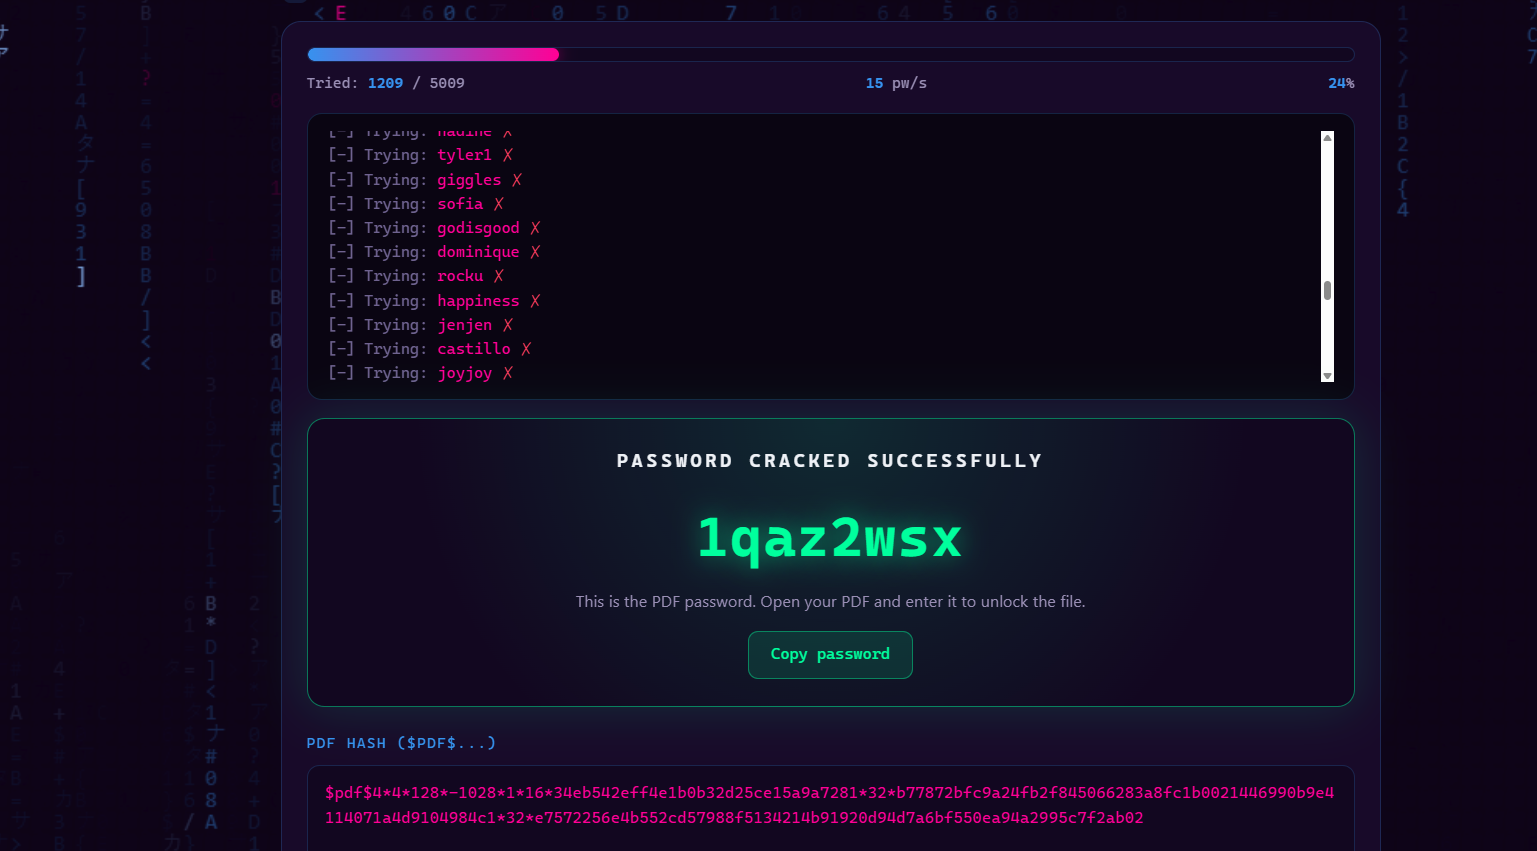 Tried: 1209 / 5009
15 pw/s
24%
[-] Trying: nadine ✗
[-] Trying: tyler1 ✗
[-] Trying: giggles ✗
[-] Trying: sofia ✗
[-] Trying: godisgood ✗
[-] Trying: dominique ✗
[-] Trying: rocku ✗
[-] Trying: happiness ✗
[-] Trying: jenjen ✗
[-] Trying: castillo ✗
[-] Trying: joyjoy ✗
PASSWORD CRACKED SUCCESSFULLY
1qaz2wsx
This is the PDF password. Open your PDF and enter it to unlock the file.
Copy password
PDF HASH ($PDF$...)
$pdf$4*4*128*-1028*1*16*34eb542eff4e1b0b32d25ce15a9a7281*32*b77872bfc9a24fb2f845066283a8fc1b0021446990b9e4
114071a4d9104984c1*32*e7572256e4b552cd57988f5134214b91920d94d7a6bf550ea94a2995c7f2ab02